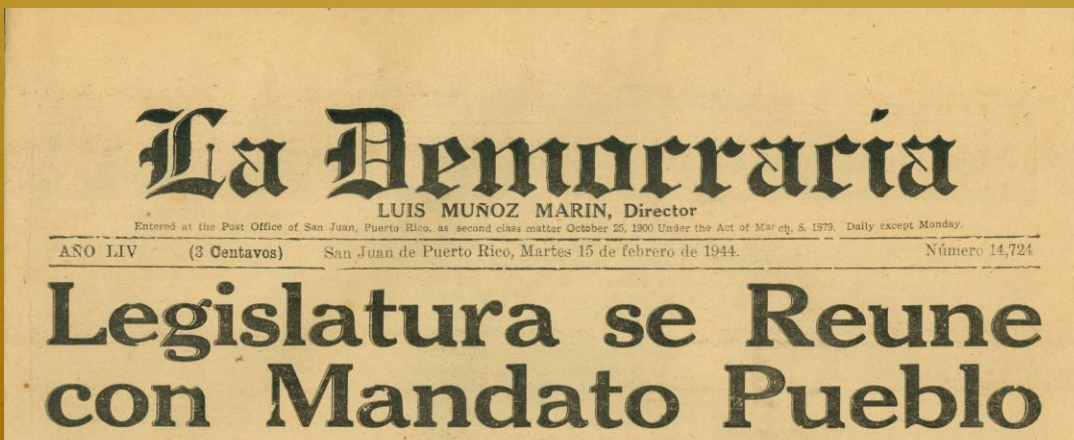 La Democracia
LUIS MUÑOZ MARIN, Director
Entered at the Post Office of San Juan, Puerto Rico, as second class matter October 25, 1900 Under the Act of March. 8. 1879. Daily except Monday.
AÑO LIV (3 Centavos) San Juan de Puerto Rico, Martes 15 de febrero de 1944. Número 14,724
Legislatura se Reune
con Mandato Pueblo